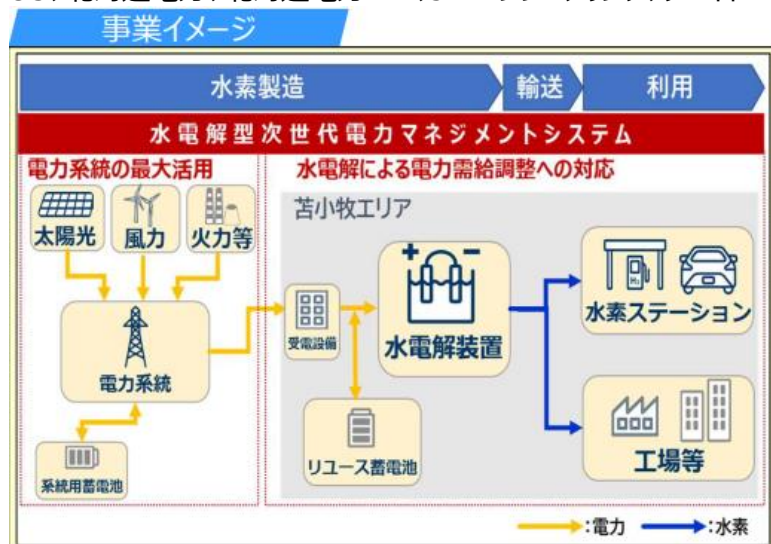 事業イメージ
水素製造
輸送
利用
水電解型次世代電力マネジメントシステム
電力系統の最大活用
水電解による電力需給調整への対応
苫小牧エリア
太陽光
風力
火力等
電力系統
系統用蓄電池
受電設備
水電解装置
リユース蓄電池
H₂
水素ステーション
工場等
:電力
:水素